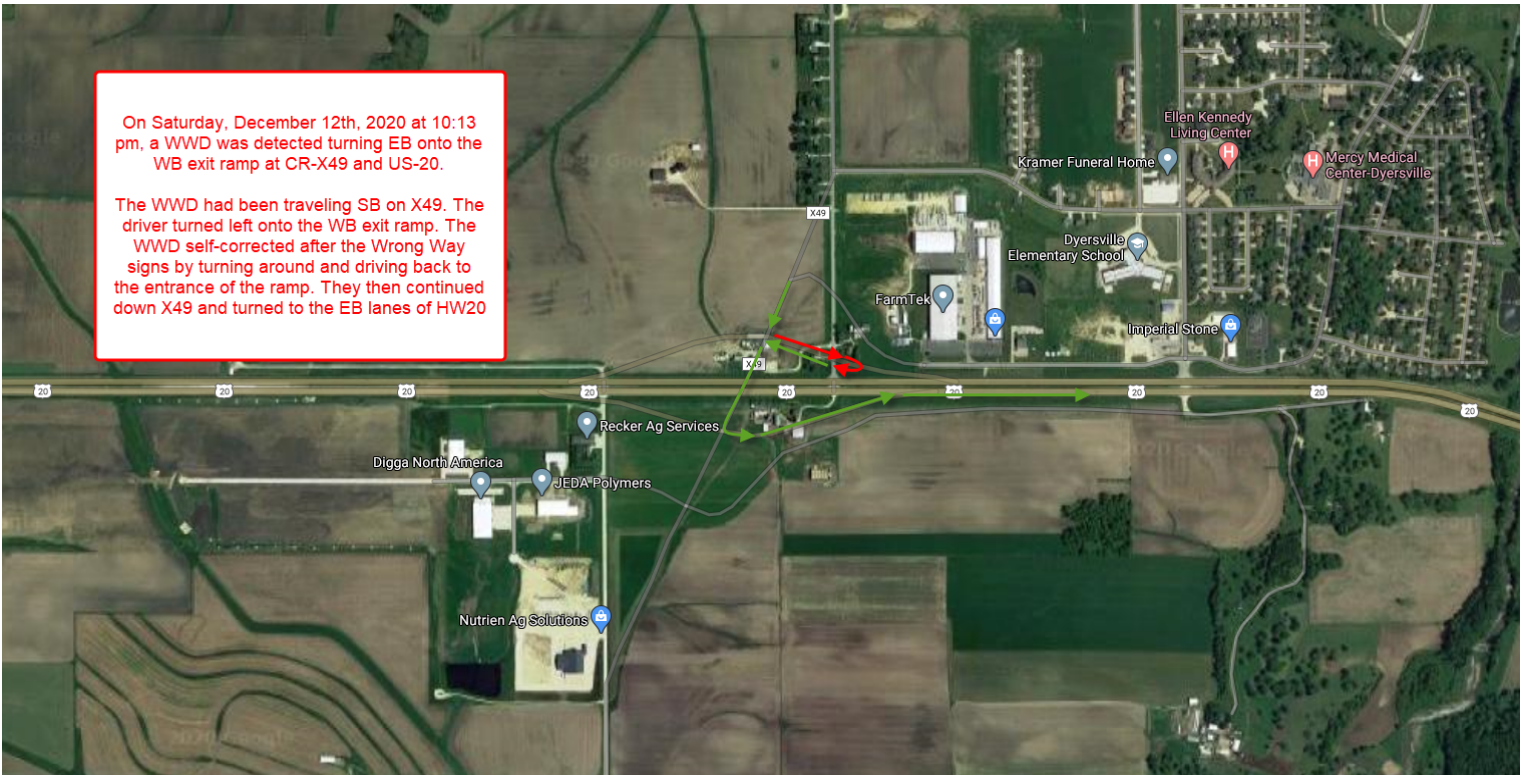 On Saturday, December 12th, 2020 at 10:13
pm, a WWD was detected turning EB onto the
WB exit ramp at CR-X49 and US-20.
The WWD had been traveling SB on X49. The
driver turned left onto the WB exit ramp. The
WWD self-corrected after the Wrong Way
signs by turning around and driving back to
the entrance of the ramp. They then continued
down X49 and turned to the EB lanes of HW20
Ellen Kennedy
Living Center
Kramer Funeral Home
Mercy Medical
Center-Dyersville
X49
Dyersville
Elementary School
FarmTek
Imperial Stone
X49
20
20
20
20
20
20
20
20
20
Recker Ag Services
Digga North America
JEDA Polymers
Nutrien Ag Solutions